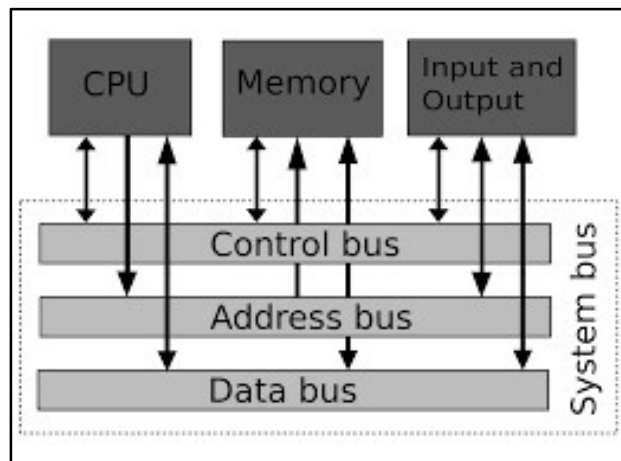 CPU
Memory
Input and
Output
Control bus
Address bus
Data bus
System bus